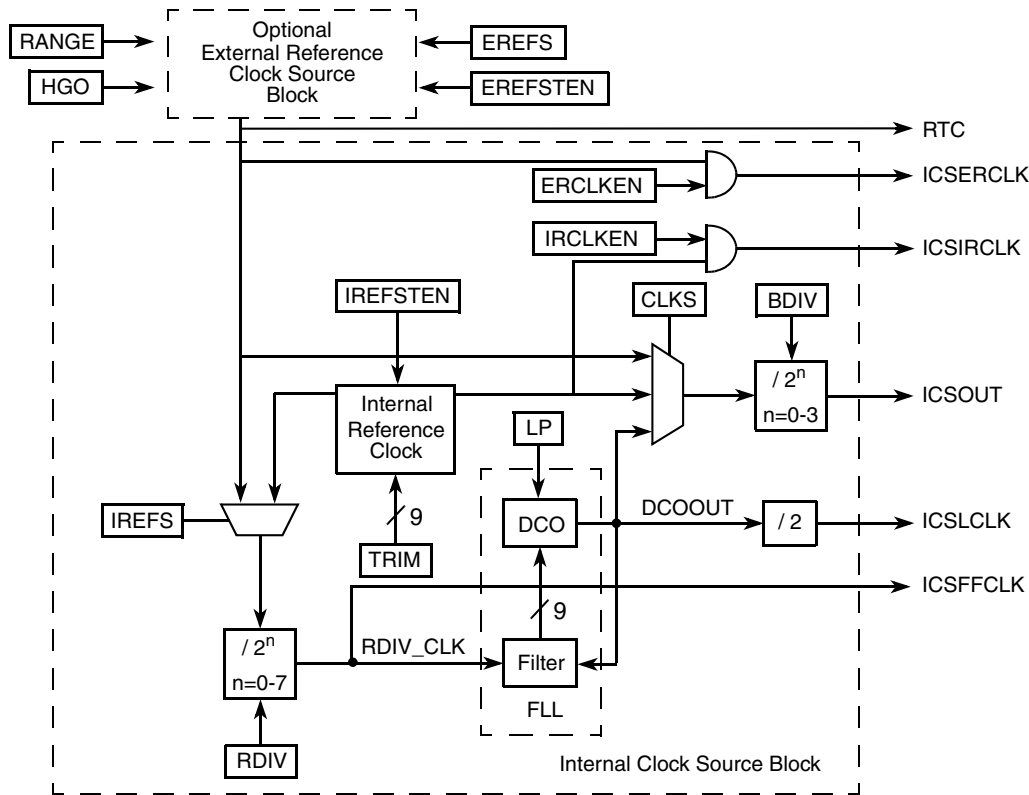 Optional
External Reference
Clock Source
Block
RANGE
HGO
EREFS
EREFSTEN
RTC
ERCLKEN
ICSERCLK
IRCLKEN
ICSIRCLK
IREFSTEN
CLKS
BDIV
/ 2n
n=0-3
ICSOUT
Internal
Reference
Clock
LP
IREFS
9
TRIM
DCO
DCOOUT
/ 2
ICSLCLK
9
ICSFFCLK
/ 2n
n=0-7
RDIV_CLK
Filter
FLL
RDIV
Internal Clock Source Block